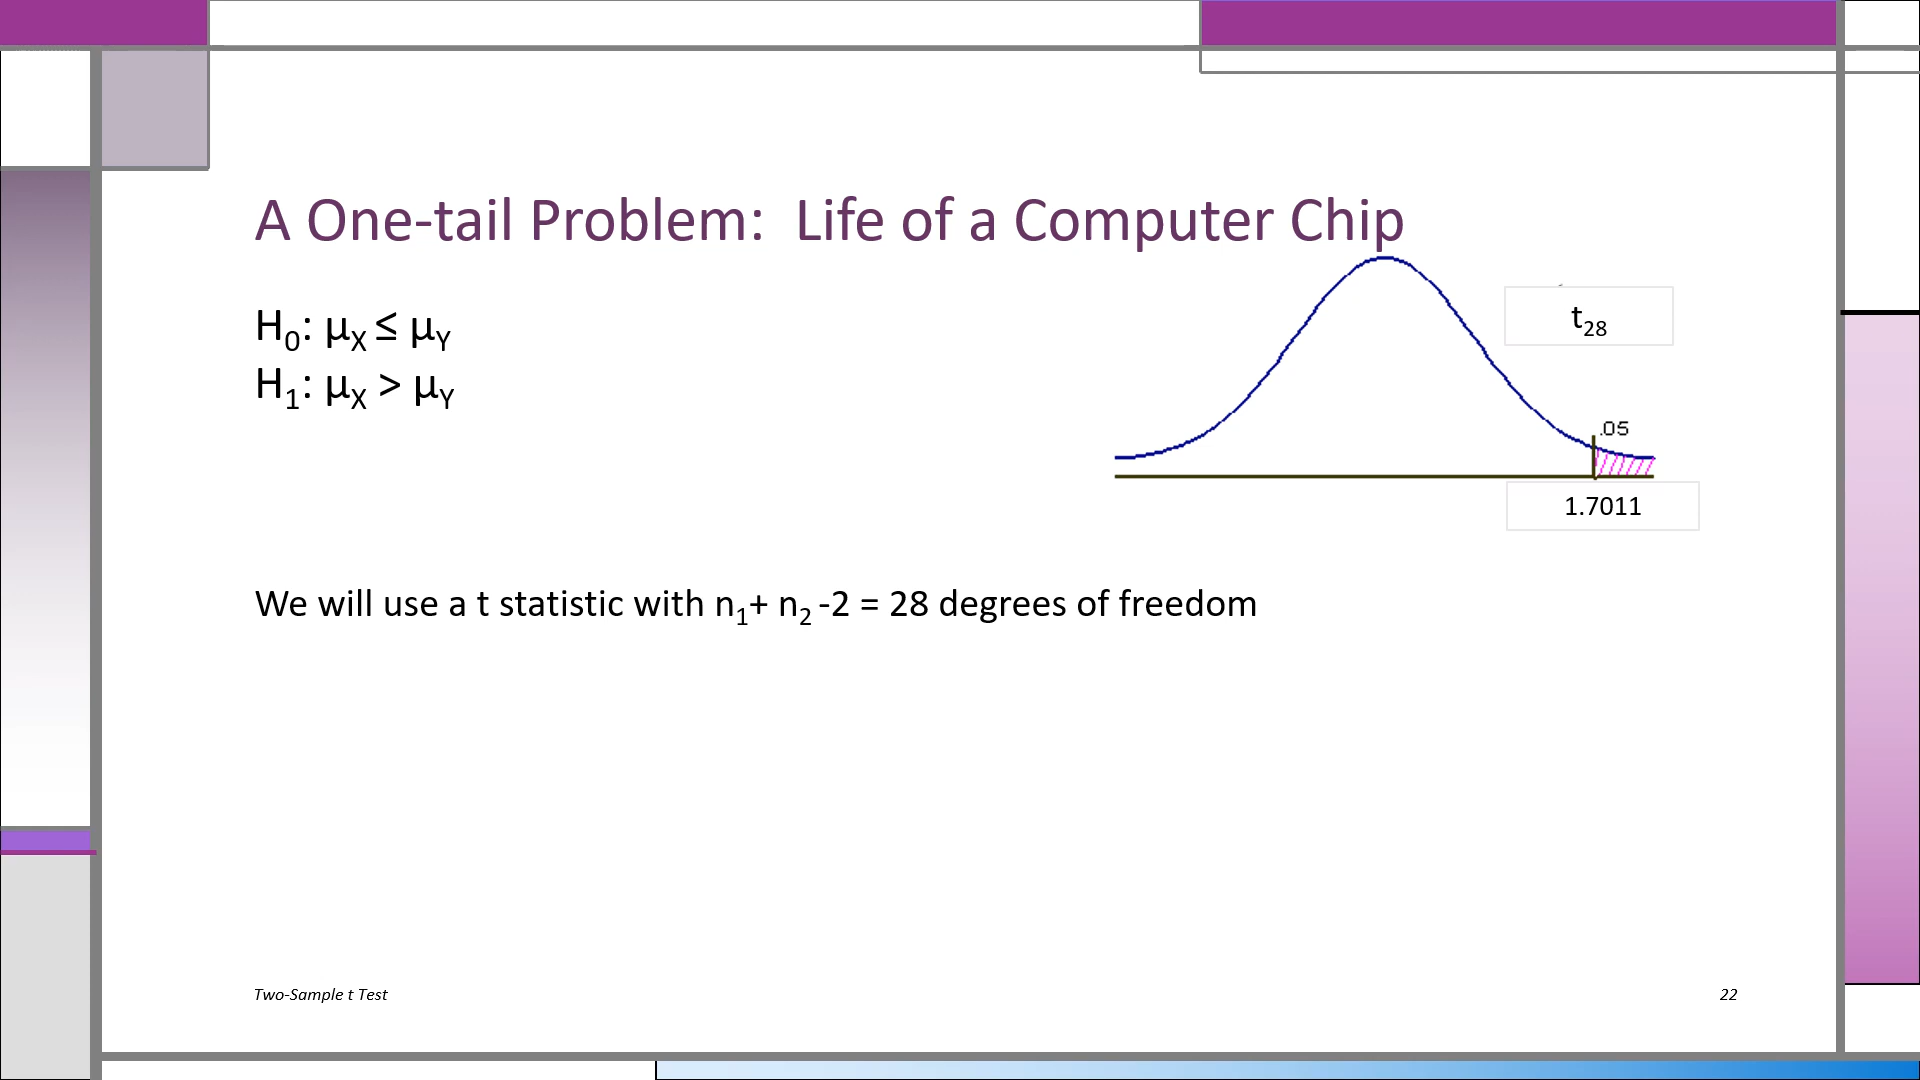 A One-tail Problem:  Life of a Computer Chip
H₀: μX ≤ μY
H₁: μX > μY
t₂₈
.05
1.7011
We will use a t statistic with n₁+ n₂ -2 = 28 degrees of freedom
Two-Sample t Test
22